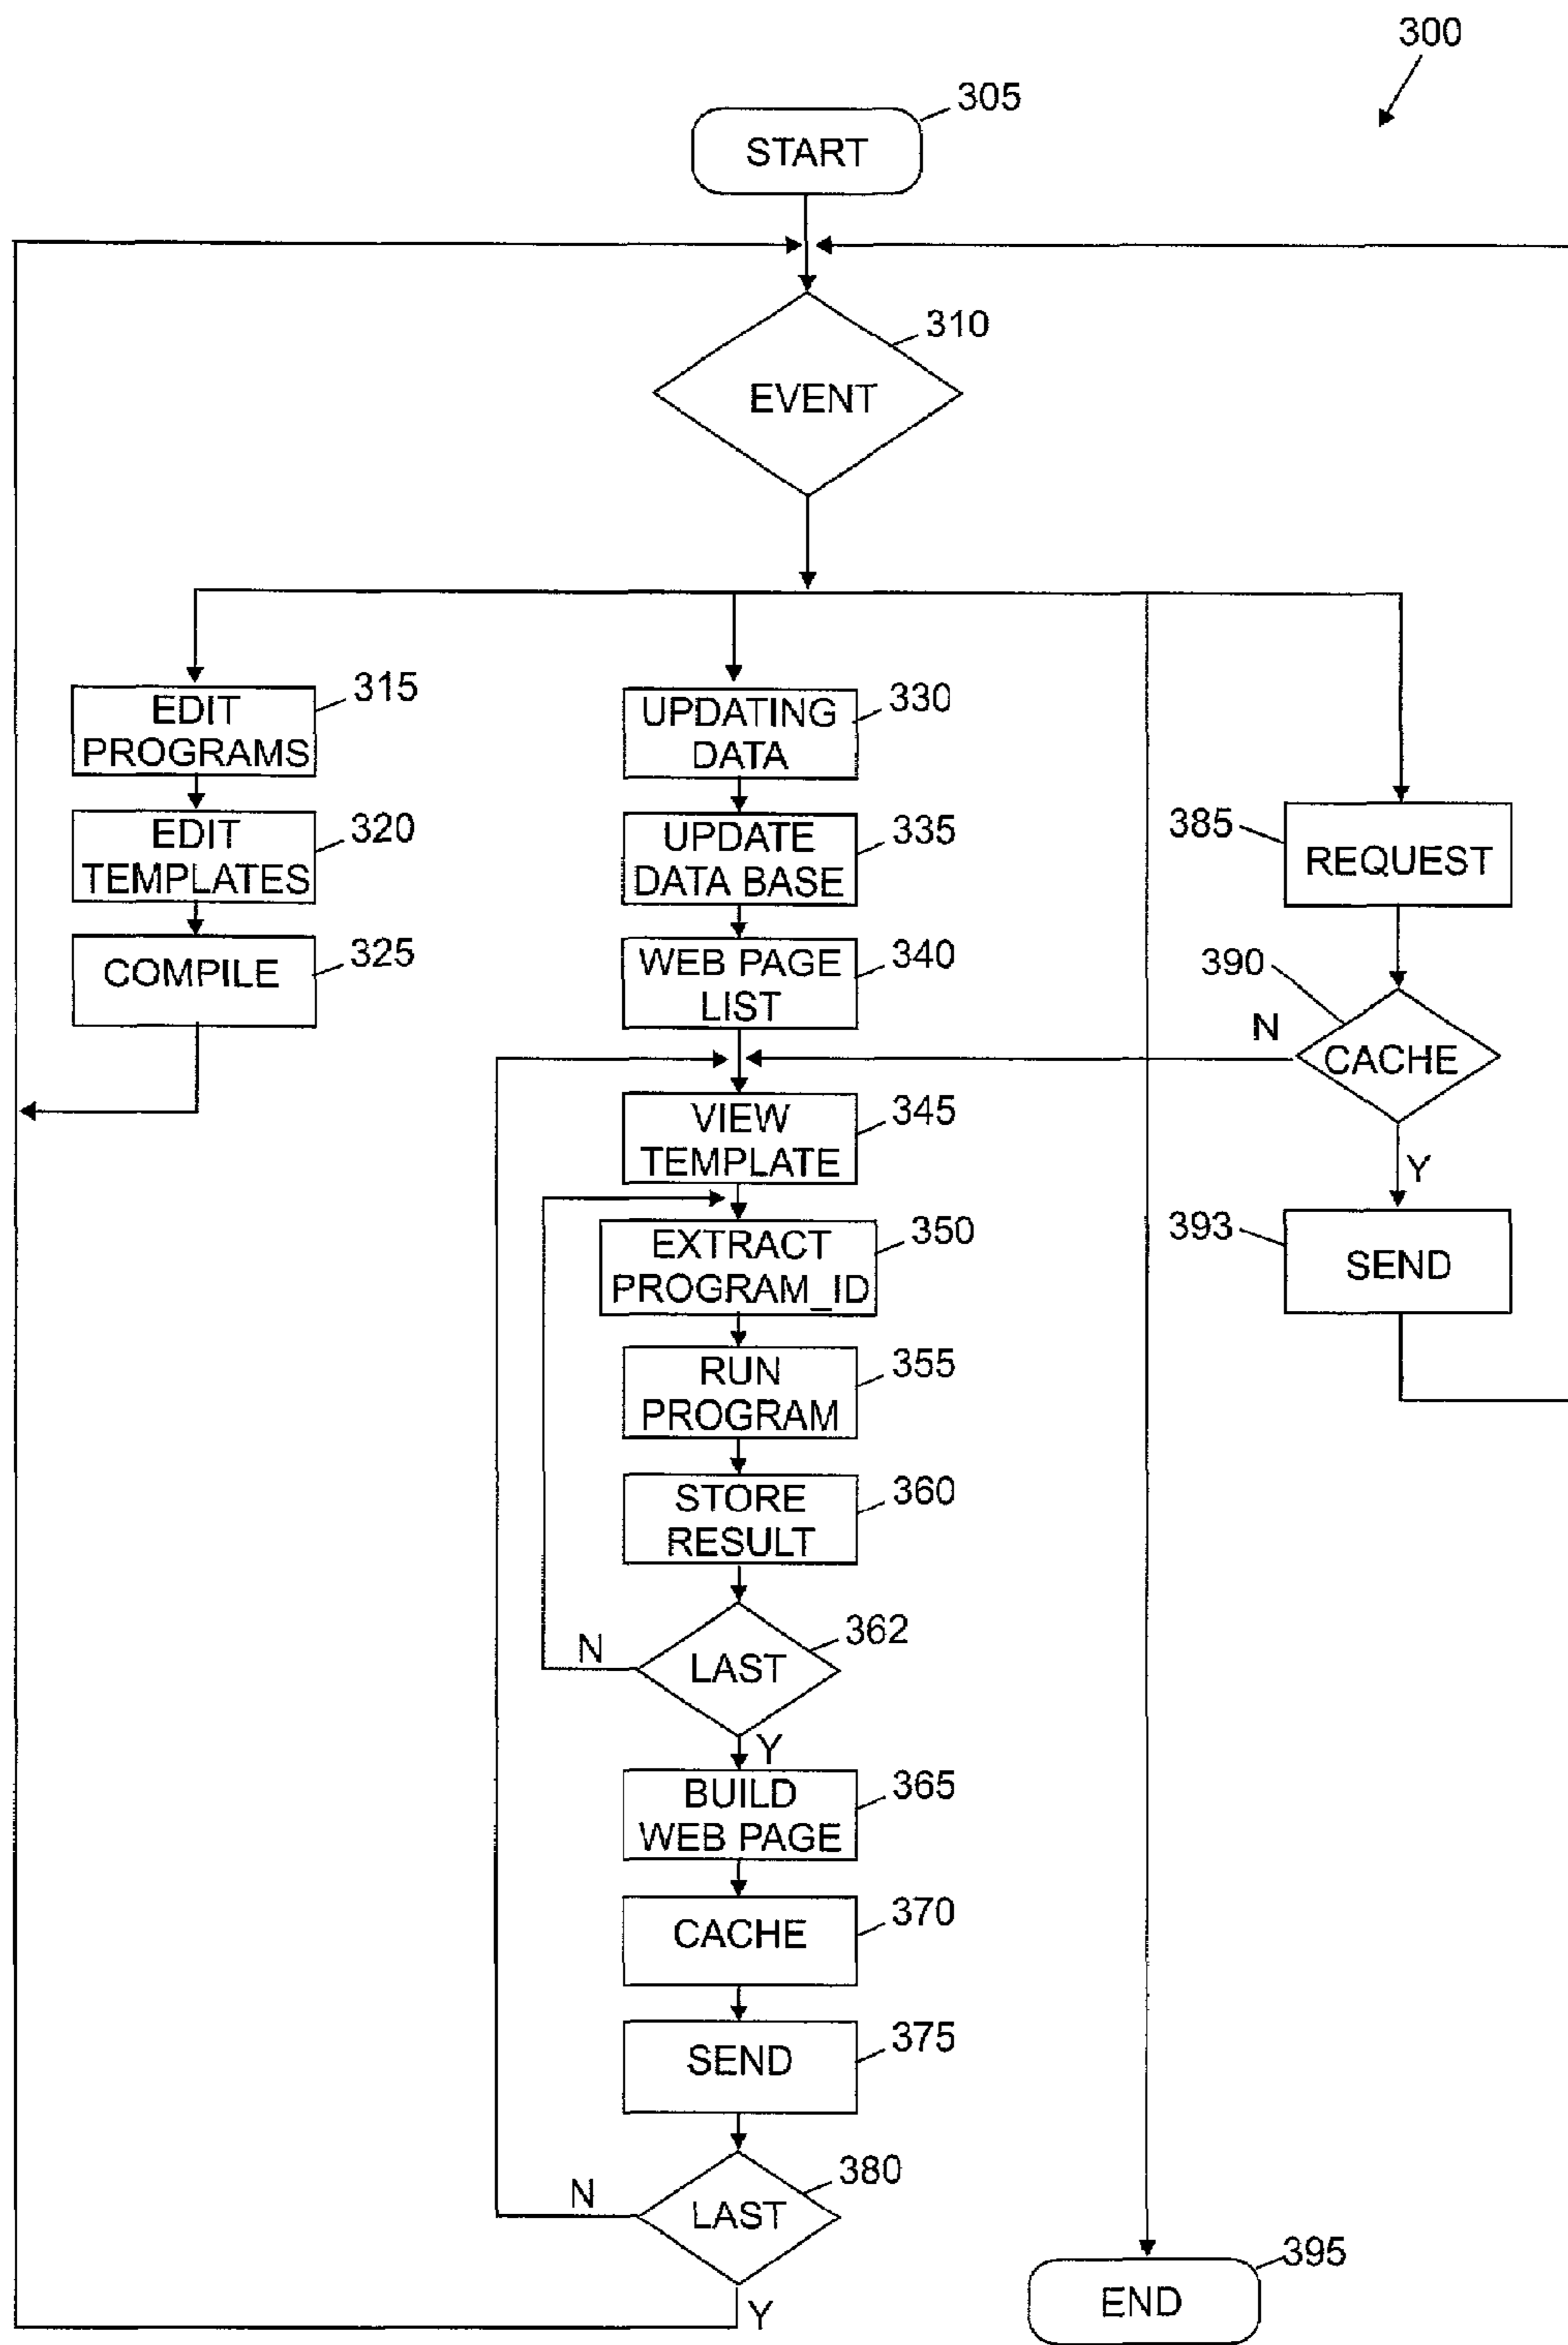 300
305
START
310
EVENT
315
EDIT
PROGRAMS
320
EDIT
TEMPLATES
325
COMPILE
330
UPDATING
DATA
335
UPDATE
DATA BASE
340
WEB PAGE
LIST
345
VIEW
TEMPLATE
350
EXTRACT
PROGRAM_ID
355
RUN
PROGRAM
360
STORE
RESULT
362
LAST
N
Y
365
BUILD
WEB PAGE
370
CACHE
375
SEND
380
LAST
N
Y
385
REQUEST
390
CACHE
N
Y
393
SEND
395
END